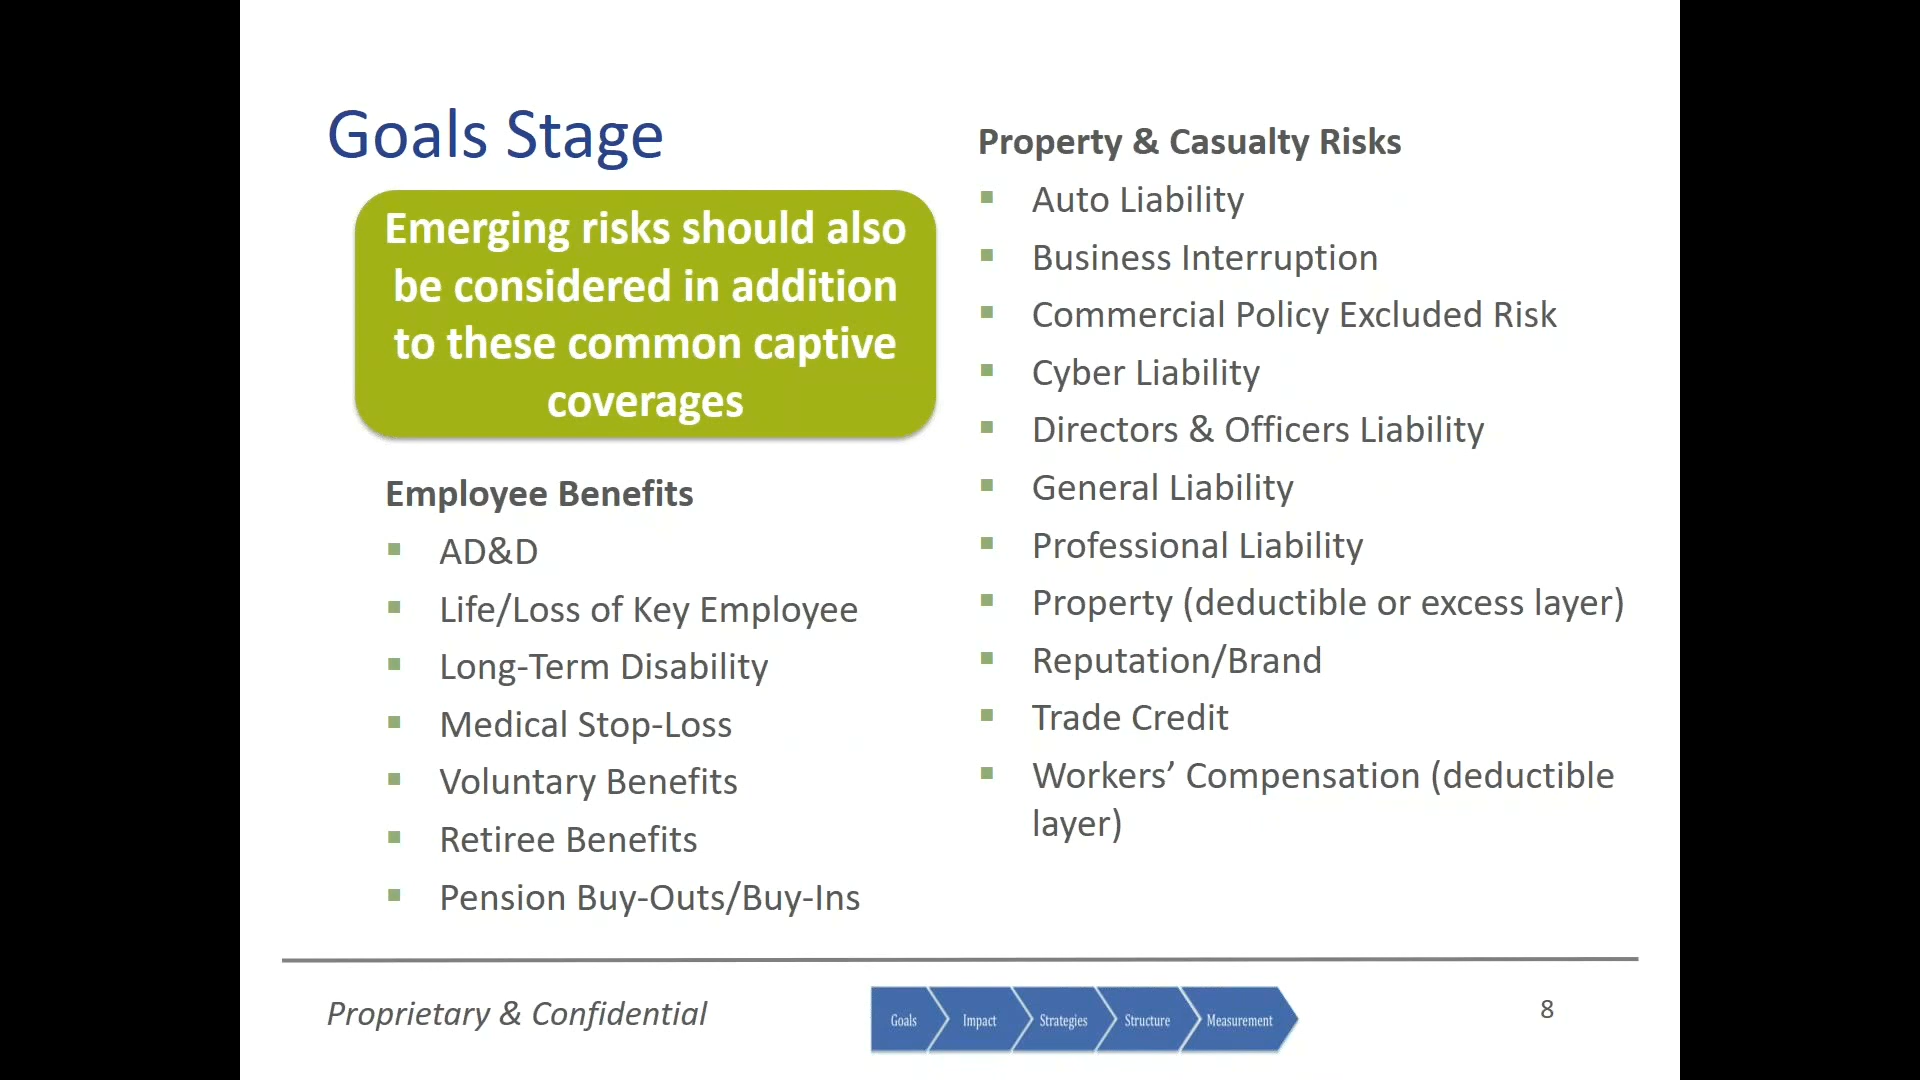 Goals Stage
Emerging risks should also
be considered in addition
to these common captive
coverages
Employee Benefits
AD&D
Life/Loss of Key Employee
Long-Term Disability
Medical Stop-Loss
Voluntary Benefits
Retiree Benefits
Pension Buy-Outs/Buy-Ins
Property & Casualty Risks
Auto Liability
Business Interruption
Commercial Policy Excluded Risk
Cyber Liability
Directors & Officers Liability
General Liability
Professional Liability
Property (deductible or excess layer)
Reputation/Brand
Trade Credit
Workers’ Compensation (deductible
layer)
Proprietary & Confidential
Goals
Impact
Strategies
Structure
Measurement
8